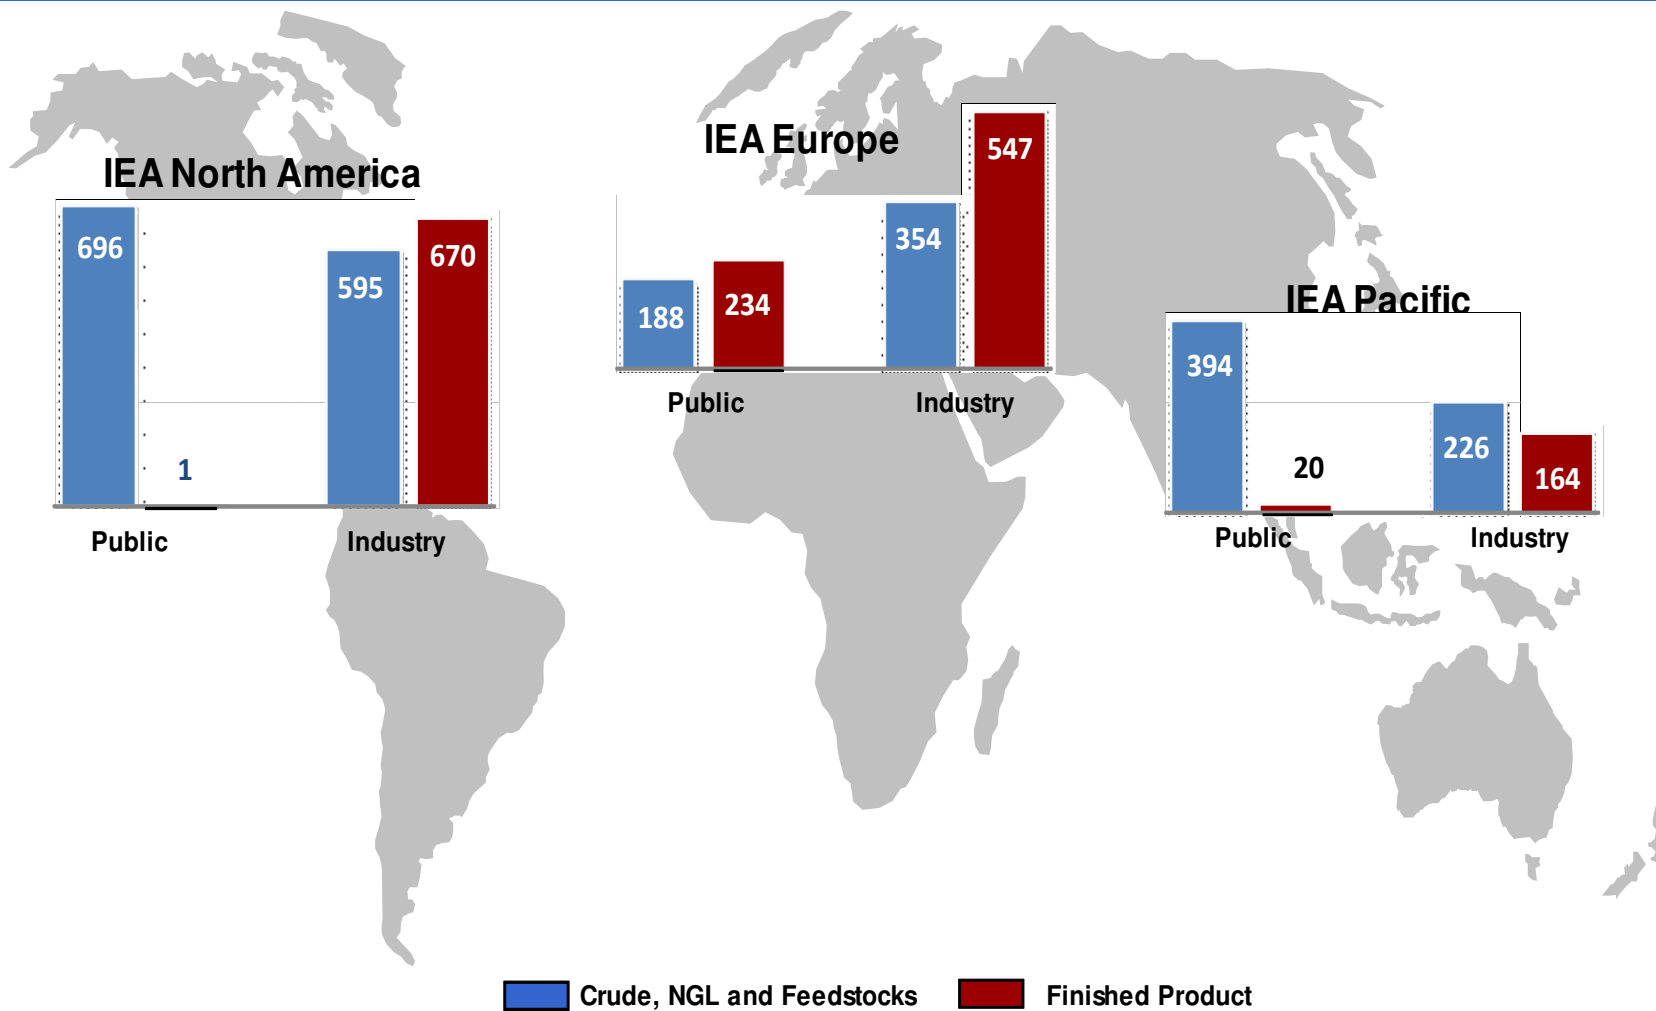 IEA North America
696
1
595
670
Public
Industry
IEA Europe
188
234
354
547
Public
Industry
IEA Pacific
394
20
226
164
Public
Industry
Crude, NGL and Feedstocks
Finished Product